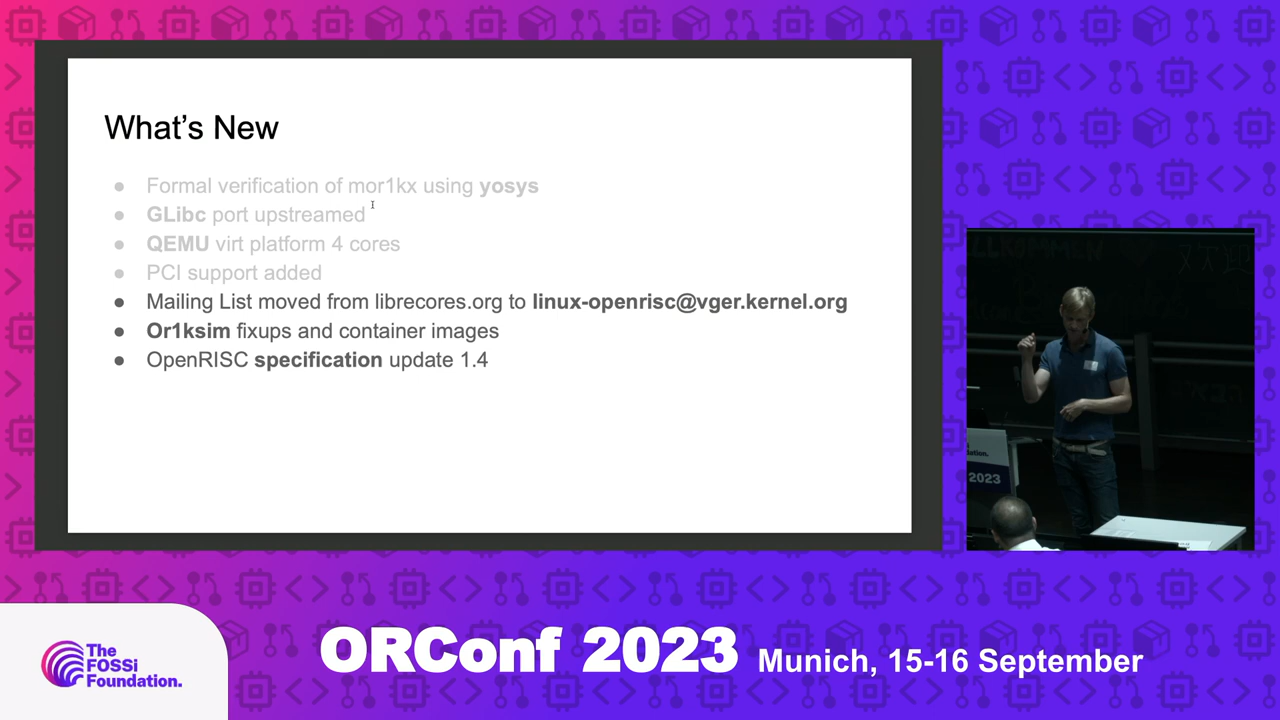 What's New
● Formal verification of mor1kx using yosys
● GLibc port upstreamed
● QEMU virt platform 4 cores
● PCI support added
● Mailing List moved from librecores.org to linux-openrisc@vger.kernel.org
● Or1ksim fixups and container images
● OpenRISC specification update 1.4
dation.
2023
The
FOSSi
Foundation.
ORConf 2023 Munich, 15-16 September